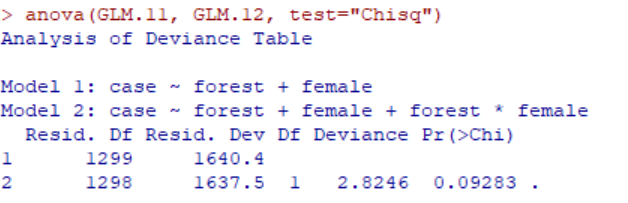 > anova(GLM.11, GLM.12, test="Chisq")
Analysis of Deviance Table
Model 1: case ~ forest + female
Model 2: case ~ forest + female + forest * female
Resid. Df Resid. Dev Df Deviance Pr(>Chi)
1 1299 1640.4
2 1298 1637.5 1 2.8246 0.09283 .